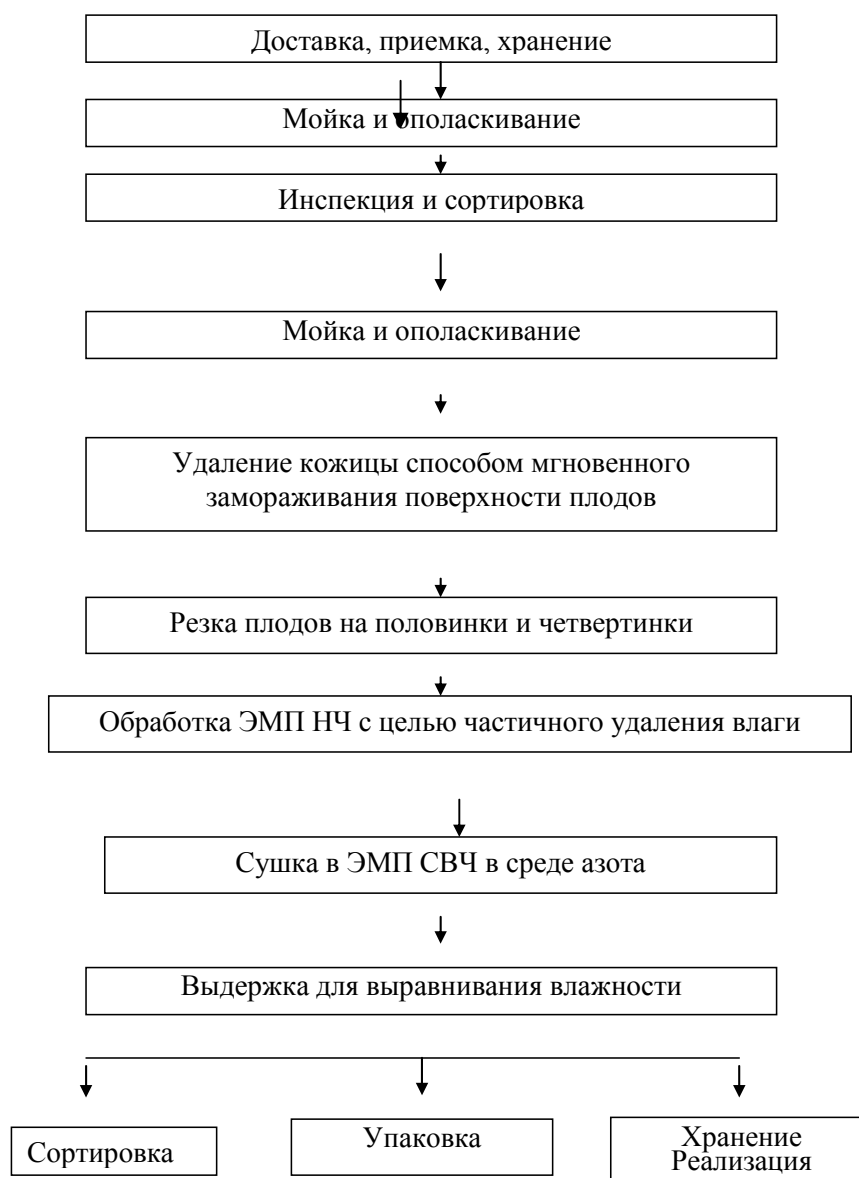 Доставка, приемка, хранение
Мойка и ополаскивание
Инспекция и сортировка
Мойка и ополаскивание
Удаление кожицы способом мгновенного
замораживания поверхности плодов
Резка плодов на половинки и четвертинки
Обработка ЭМП НЧ с целью частичного удаления влаги
Сушка в ЭМП СВЧ в среде азота
Выдержка для выравнивания влажности
Сортировка
Упаковка
Хранение
Реализация